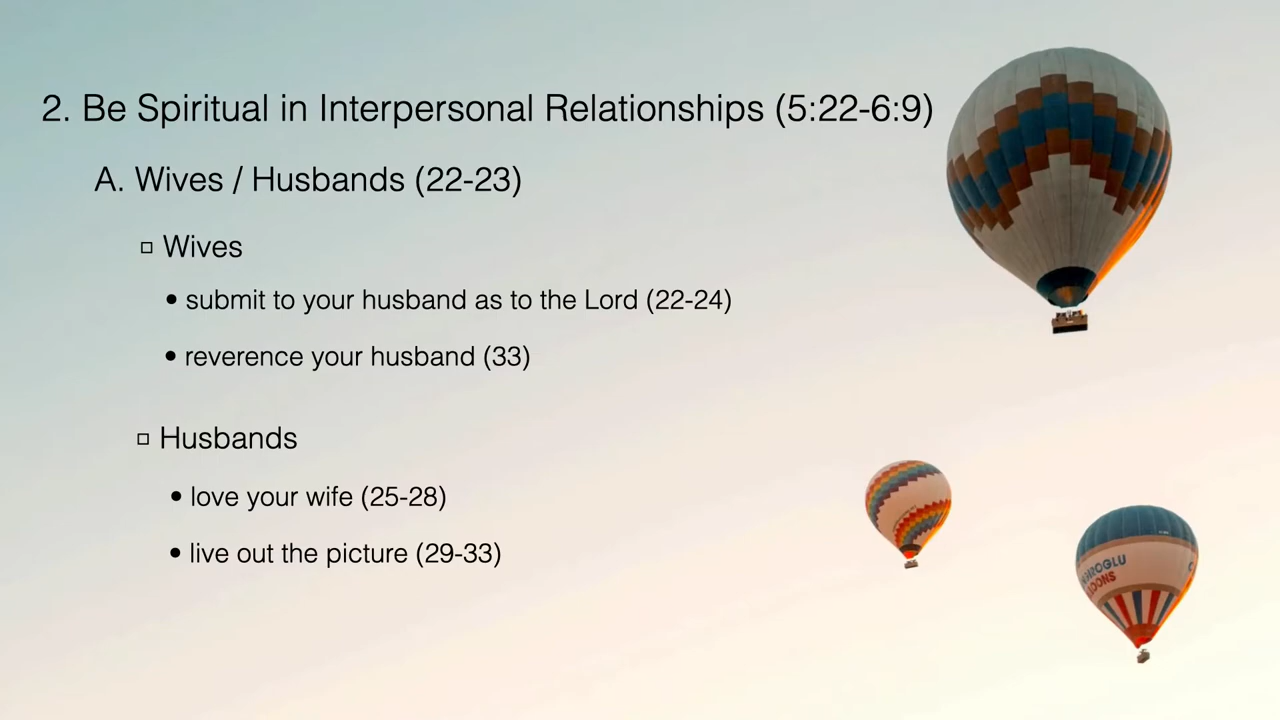 2. Be Spiritual in Interpersonal Relationships (5:22-6:9)
A. Wives / Husbands (22-23)
▫ Wives
• submit to your husband as to the Lord (22-24)
• reverence your husband (33)
▫ Husbands
• love your wife (25-28)
• live out the picture (29-33)